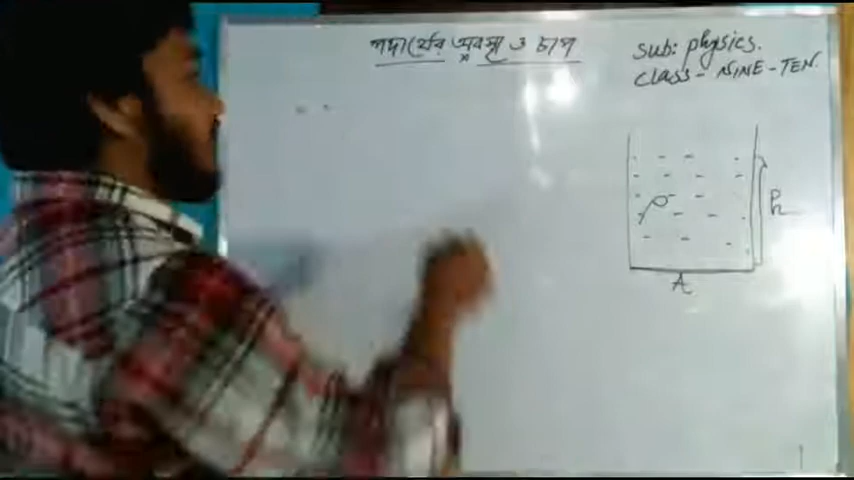 পদার্থের অবস্থা ও চাপ
Sub: physics.
Class - NINE - TEN.
ρ
h
A